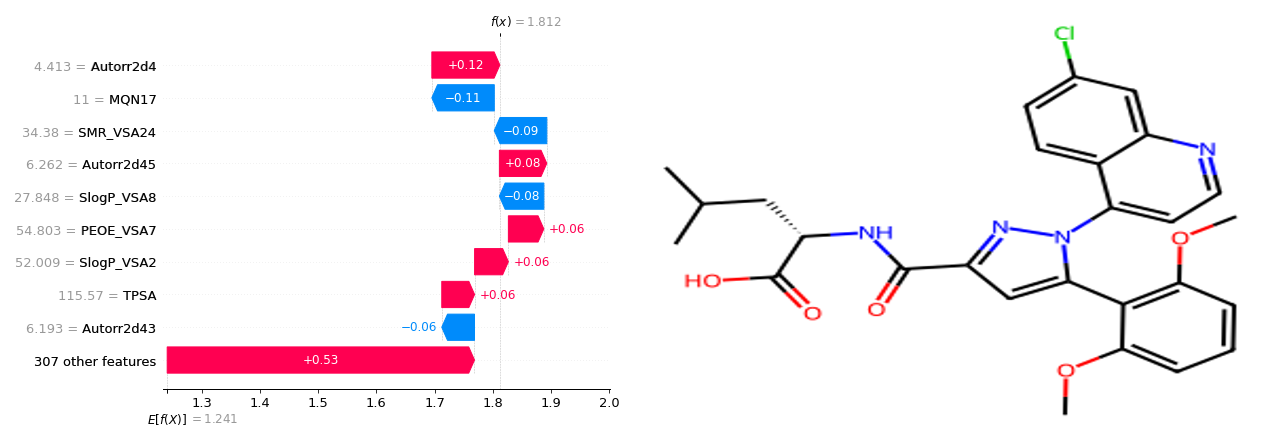 f(x) = 1.812
4.413 = Autorr2d4
+0.12
11 = MQN17
−0.11
34.38 = SMR_VSA24
−0.09
6.262 = Autorr2d45
+0.08
27.848 = SlogP_VSA8
−0.08
54.803 = PEOE_VSA7
+0.06
52.009 = SlogP_VSA2
+0.06
115.57 = TPSA
+0.06
6.193 = Autorr2d43
−0.06
307 other features
+0.53
1.3 1.4 1.5 1.6 1.7 1.8 1.9 2.0
E[f(X)] = 1.241
Cl
N
O
N
N
NH
HO
O
O
O